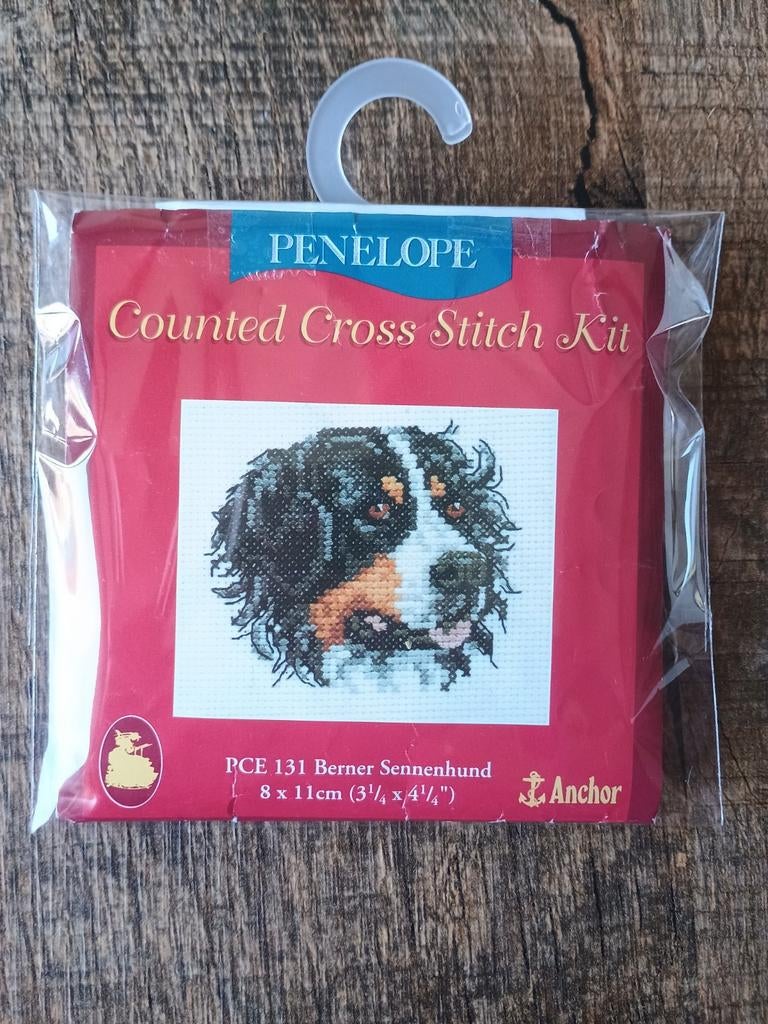 PENELOPE
Counted Cross Stitch Kit
PCE 131 Berner Sennenhund
8 x 11cm (3¼ x 4¼")
Anchor